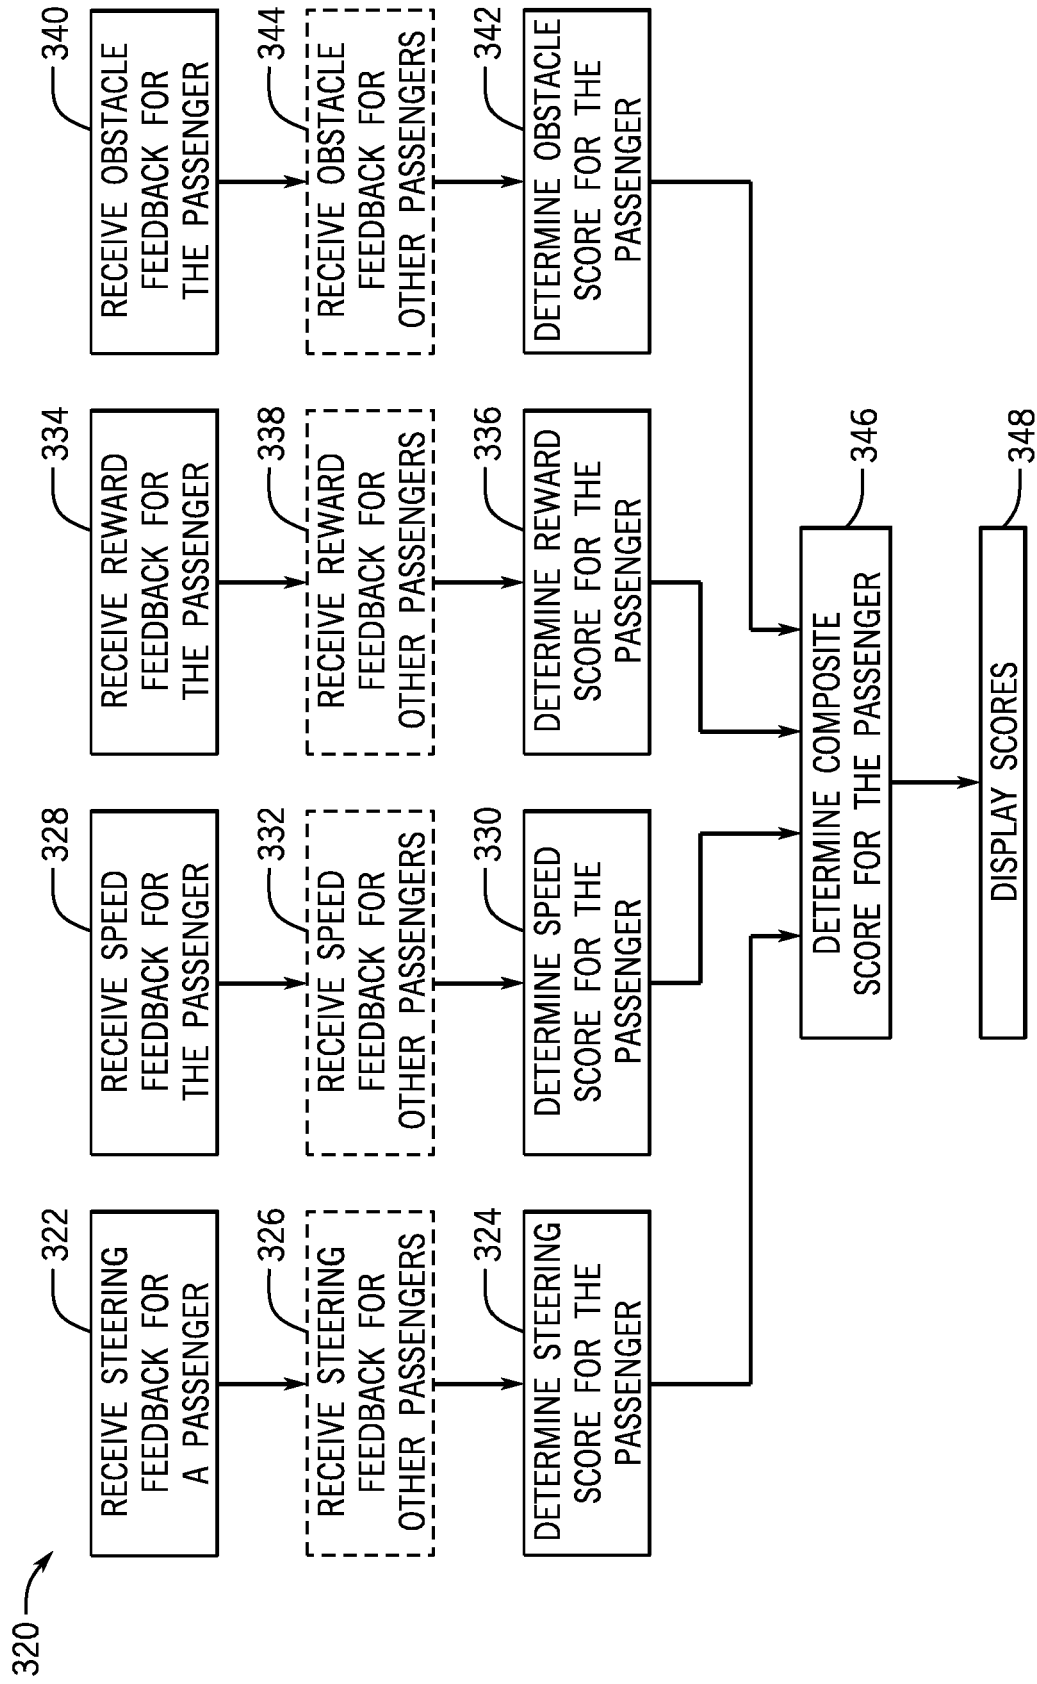 320
322
RECEIVE STEERING
FEEDBACK FOR
A PASSENGER
328
RECEIVE SPEED
FEEDBACK FOR
THE PASSENGER
334
RECEIVE REWARD
FEEDBACK FOR
THE PASSENGER
340
RECEIVE OBSTACLE
FEEDBACK FOR
THE PASSENGER
326
RECEIVE STEERING
FEEDBACK FOR
OTHER PASSENGERS
332
RECEIVE SPEED
FEEDBACK FOR
OTHER PASSENGERS
338
RECEIVE REWARD
FEEDBACK FOR
OTHER PASSENGERS
344
RECEIVE OBSTACLE
FEEDBACK FOR
OTHER PASSENGERS
324
DETERMINE STEERING
SCORE FOR THE
PASSENGER
330
DETERMINE SPEED
SCORE FOR THE
PASSENGER
336
DETERMINE REWARD
SCORE FOR THE
PASSENGER
342
DETERMINE OBSTACLE
SCORE FOR THE
PASSENGER
346
DETERMINE COMPOSITE
SCORE FOR THE PASSENGER
348
DISPLAY SCORES